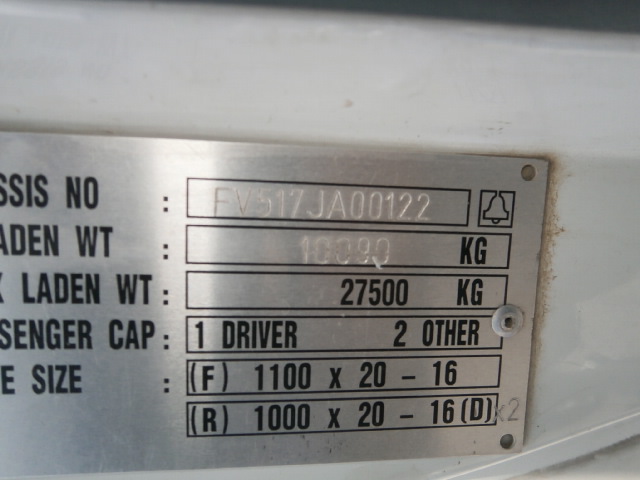 SSIS NO : FV517JA00122
ADEN WT : KG
X LADEN WT : 27500 KG
SENGER CAP : 1 DRIVER 2 OTHER
E SIZE : (F) 1100 x 20 - 16
(R) 1000 x 20 - 16 (D) x2